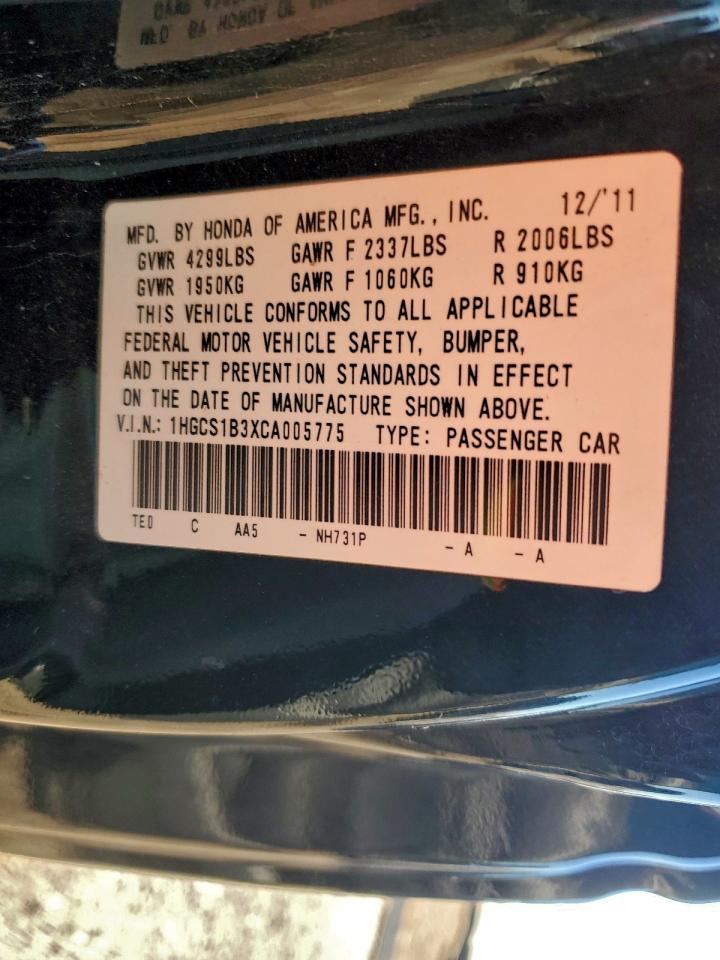 MFD. BY HONDA OF AMERICA MFG., INC. 12/'11
GVWR 4299LBS GAWR F 2337LBS R 2006LBS
GVWR 1950KG GAWR F 1060KG R 910KG
THIS VEHICLE CONFORMS TO ALL APPLICABLE
FEDERAL MOTOR VEHICLE SAFETY, BUMPER,
AND THEFT PREVENTION STANDARDS IN EFFECT
ON THE DATE OF MANUFACTURE SHOWN ABOVE.
V.I.N.: 1HGCS1B3XCA005775 TYPE: PASSENGER CAR
TE0 C AA5 - NH731P - A - A